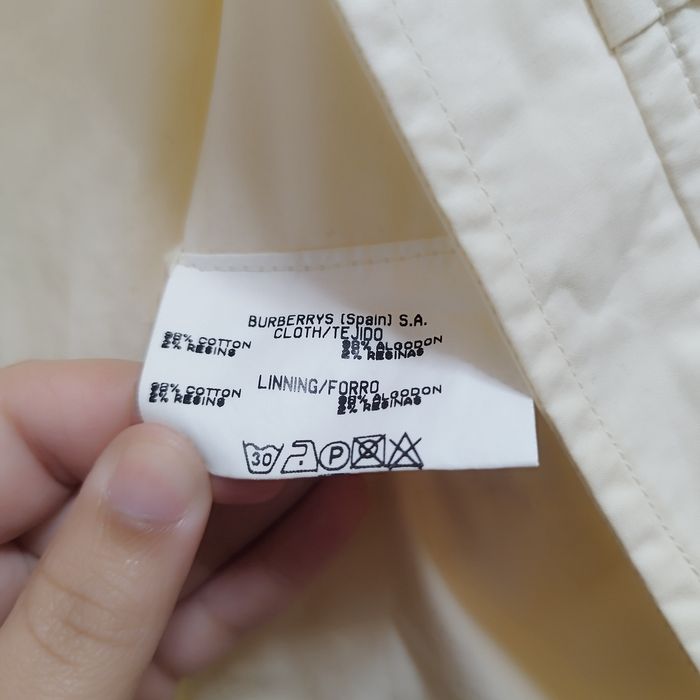 BURBERRYS (Spain) S.A.
CLOTH/TEJIDO
98% COTTON 98% ALGODON
2% RESINS 2% RESINAS
LINNING/FORRO
98% COTTON 98% ALGODON
2% RESINS 2% RESINAS
30 P